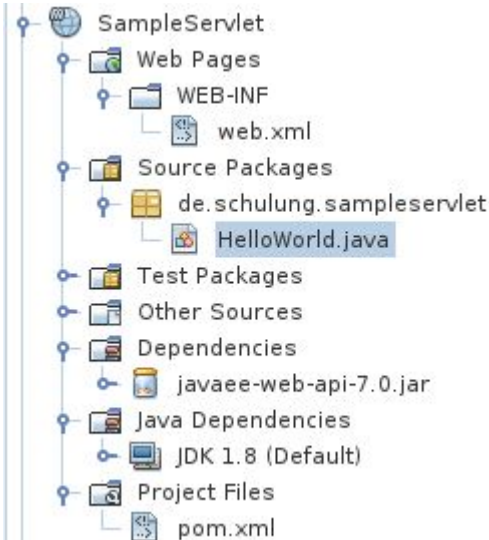 SampleServlet
Web Pages
WEB-INF
web.xml
Source Packages
de.schulung.sampleservlet
HelloWorld.java
Test Packages
Other Sources
Dependencies
javaee-web-api-7.0.jar
Java Dependencies
JDK 1.8 (Default)
Project Files
pom.xml